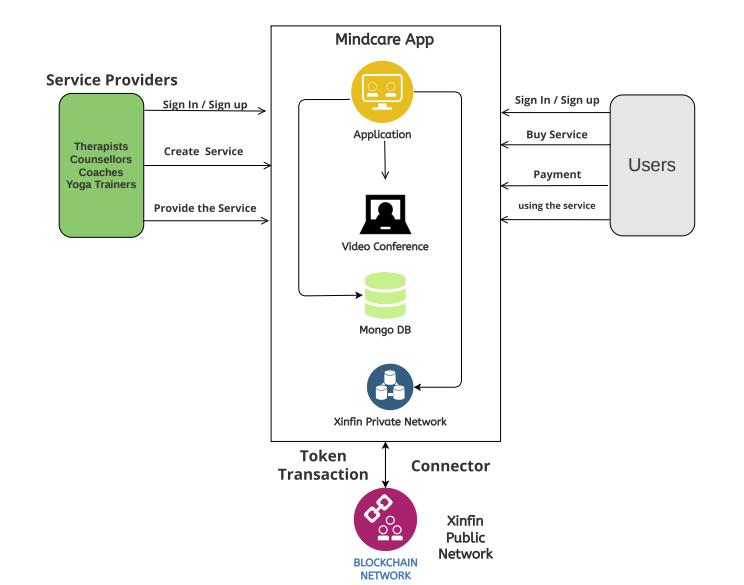 Mindcare App
Service Providers
Therapists
Counsellors
Coaches
Yoga Trainers
Sign In / Sign up
Create Service
Provide the Service
Application
Video Conference
Mongo DB
Xinfin Private Network
Sign In / Sign up
Buy Service
Payment
using the service
Users
Token
Transaction
Connector
BLOCKCHAIN
NETWORK
Xinfin
Public
Network